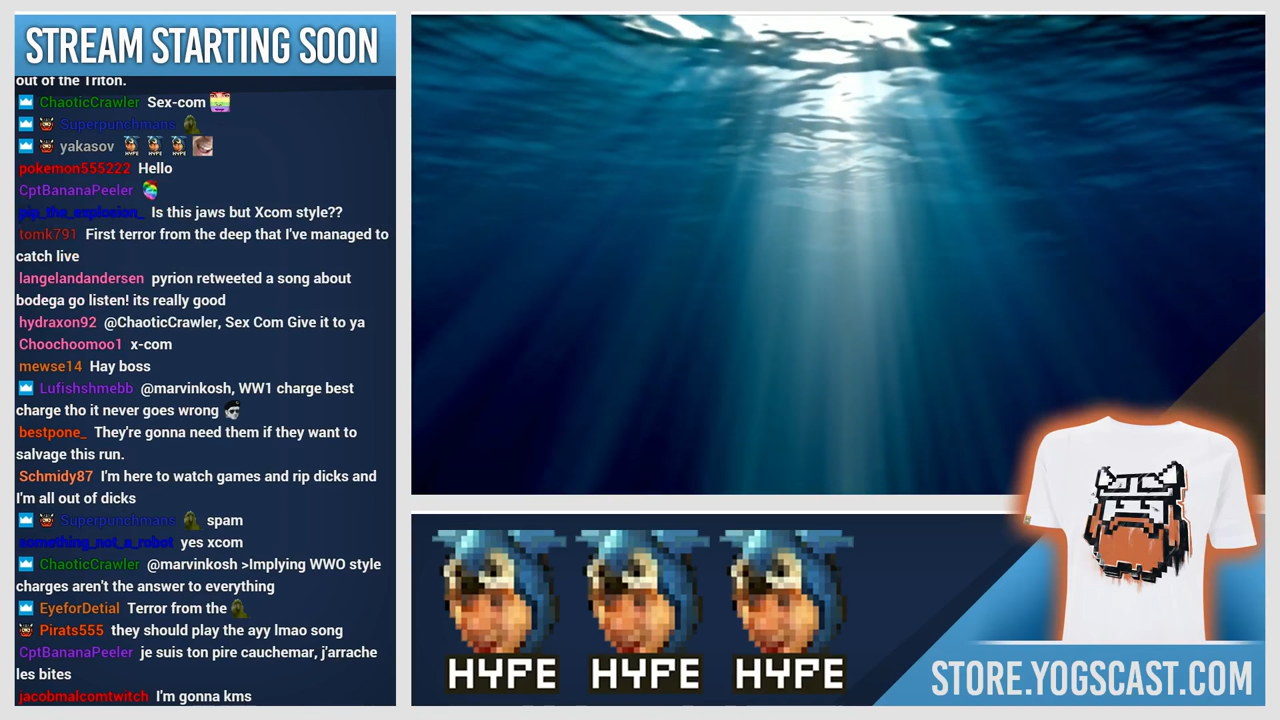 STREAM STARTING SOON
out of the Triton.
ChaoticCrawler Sex-com
Superpunchmans
yakasov HYPE HYPE HYPE
pokemon555222 Hello
CptBananaPeeler
pip_the_explosion_ Is this jaws but Xcom style??
tomk791 First terror from the deep that I've managed to
catch live
langelandandersen pyrion retweeted a song about
bodega go listen! its really good
hydraxon92 @ChaoticCrawler, Sex Com Give it to ya
Choochoomoo1 x-com
mewse14 Hay boss
Lufishshmebb @marvinkosh, WW1 charge best
charge tho it never goes wrong
bestpone_ They're gonna need them if they want to
salvage this run.
Schmidy87 I'm here to watch games and rip dicks and
I'm all out of dicks
Superpunchmans spam
something_not_a_robot yes xcom
ChaoticCrawler @marvinkosh >Implying WWO style
charges aren't the answer to everything
EyeforDetial Terror from the
Pirats555 they should play the ayy lmao song
CptBananaPeeler je suis ton pire cauchemar, j'arrache
les bites
jacobmalcomtwitch I'm gonna kms
HYPE HYPE HYPE
STORE.YOGSCAST.COM